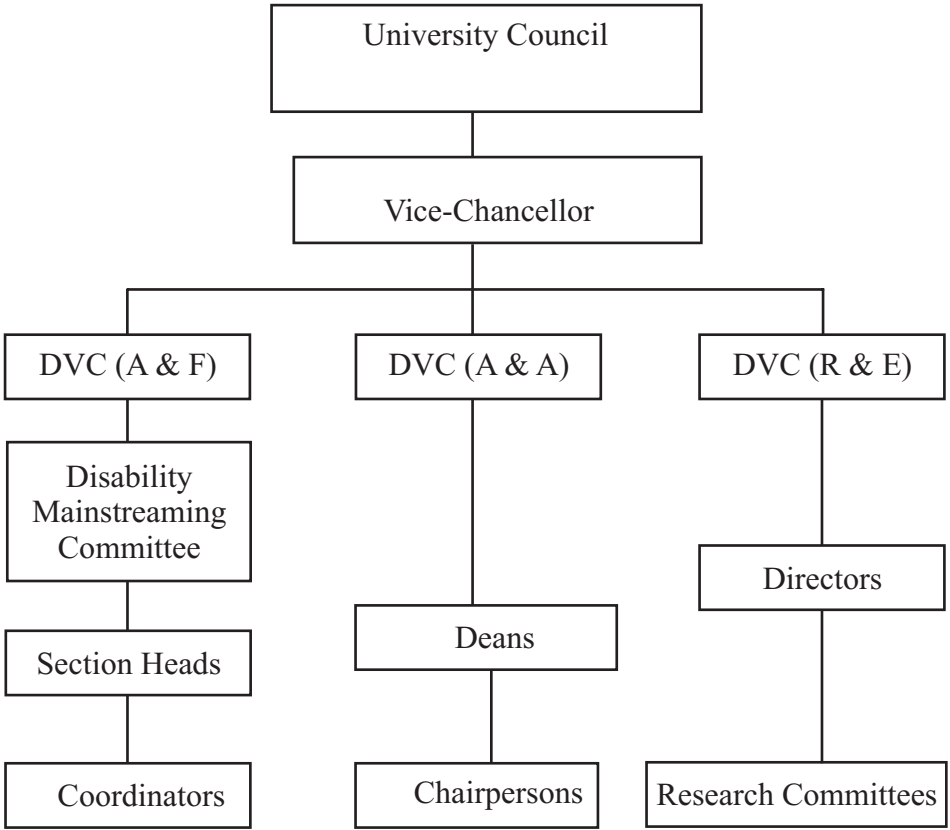 University Council
Vice-Chancellor
DVC (A & F)
DVC (A & A)
DVC (R & E)
Disability
Mainstreaming
Committee
Directors
Deans
Section Heads
Coordinators
Chairpersons
Research Committees